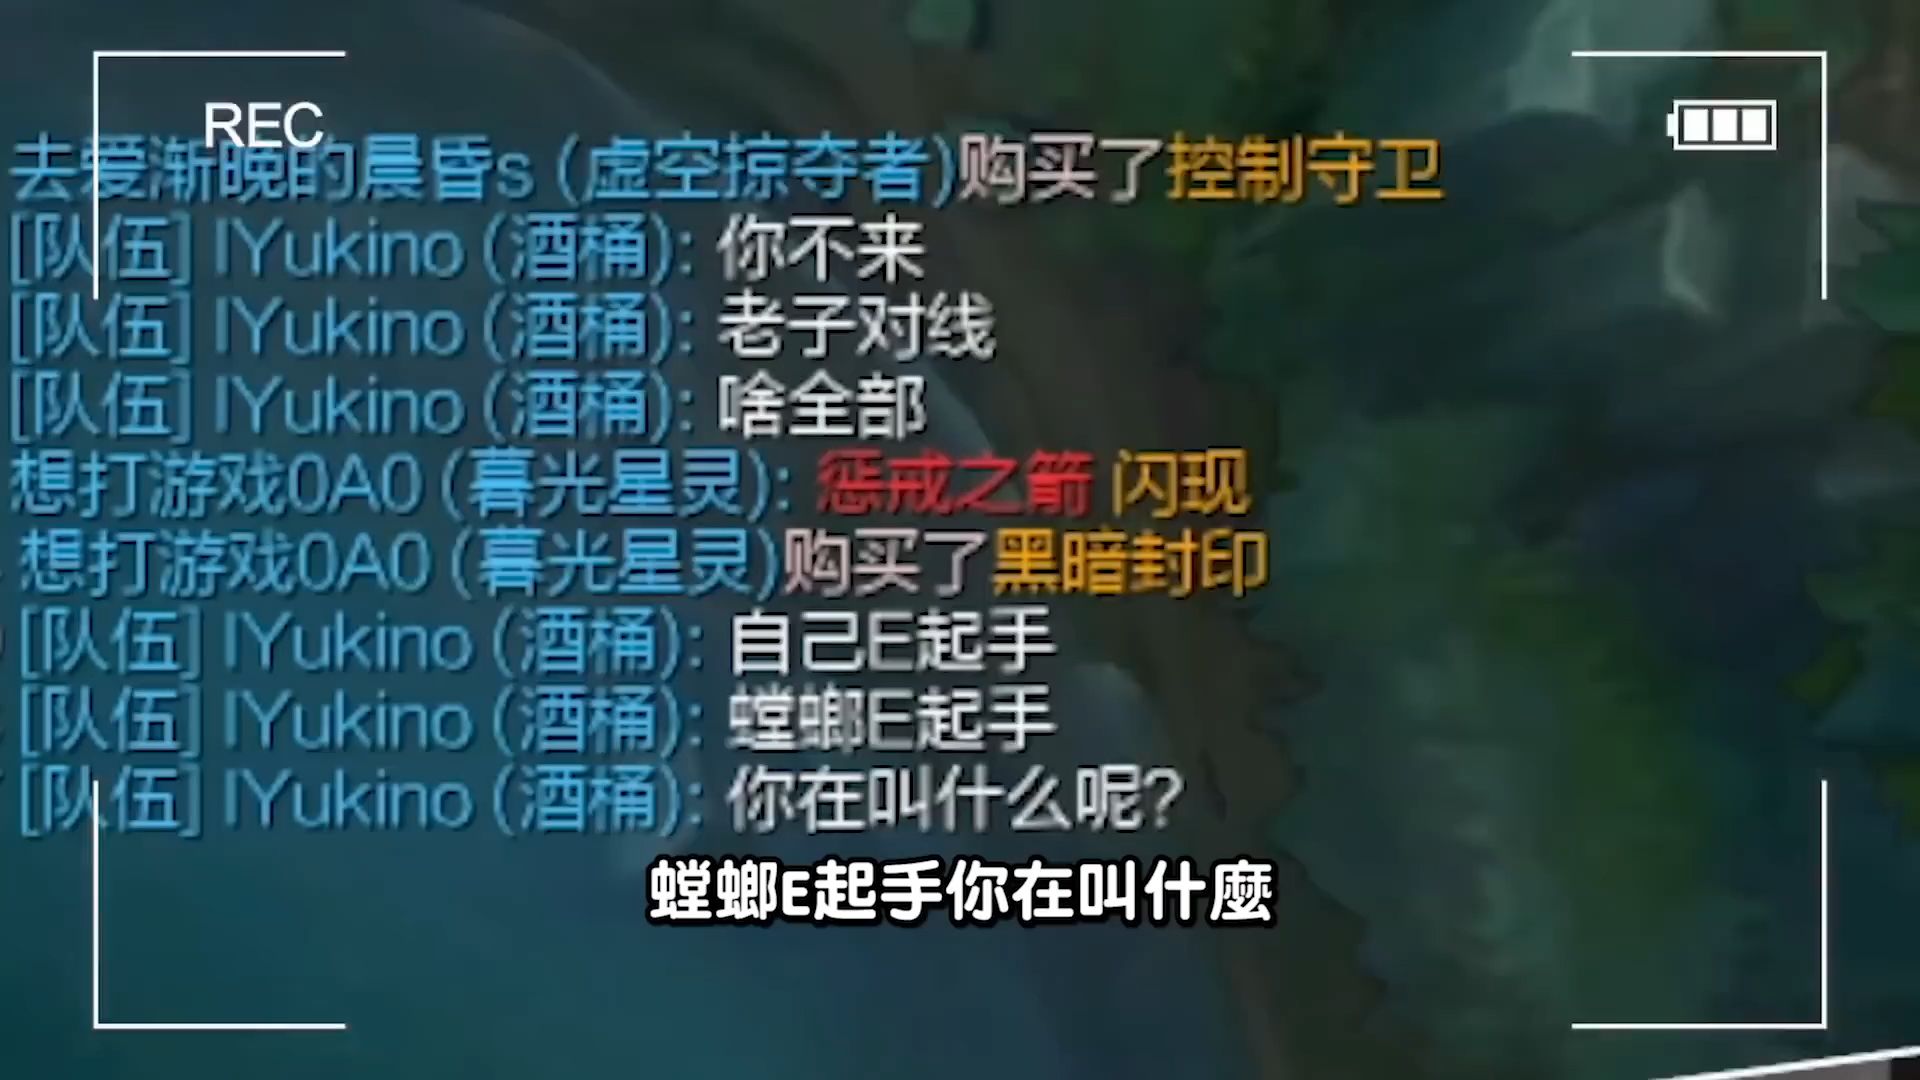 REC
去爱渐晚的晨昏s (虚空掠夺者)购买了控制守卫
[队伍] IYukino (酒桶): 你不来
[队伍] IYukino (酒桶): 老子对线
[队伍] IYukino (酒桶): 啥全部
想打游戏0A0 (暮光星灵): 惩戒之箭 闪现
想打游戏0A0 (暮光星灵)购买了黑暗封印
[队伍] IYukino (酒桶): 自己E起手
[队伍] IYukino (酒桶): 螳螂E起手
[队伍] IYukino (酒桶): 你在叫什么呢?
螳螂E起手你在叫什麼